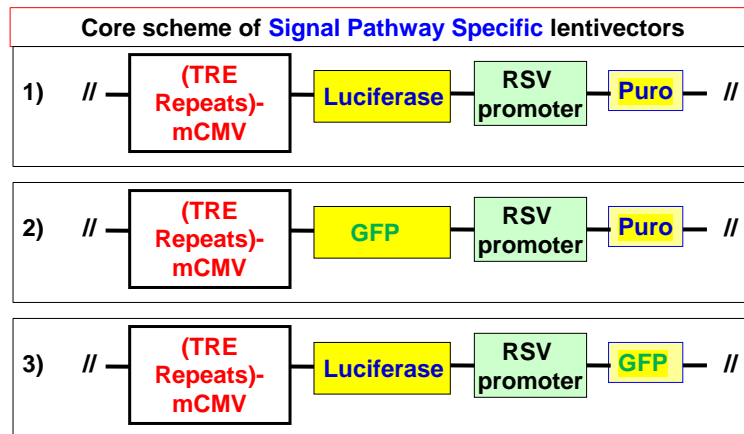 Core scheme of Signal Pathway Specific lentivectors
1) // (TRE Repeats)-mCMV Luciferase RSV promoter Puro //
2) // (TRE Repeats)-mCMV GFP RSV promoter Puro //
3) // (TRE Repeats)-mCMV Luciferase RSV promoter GFP //